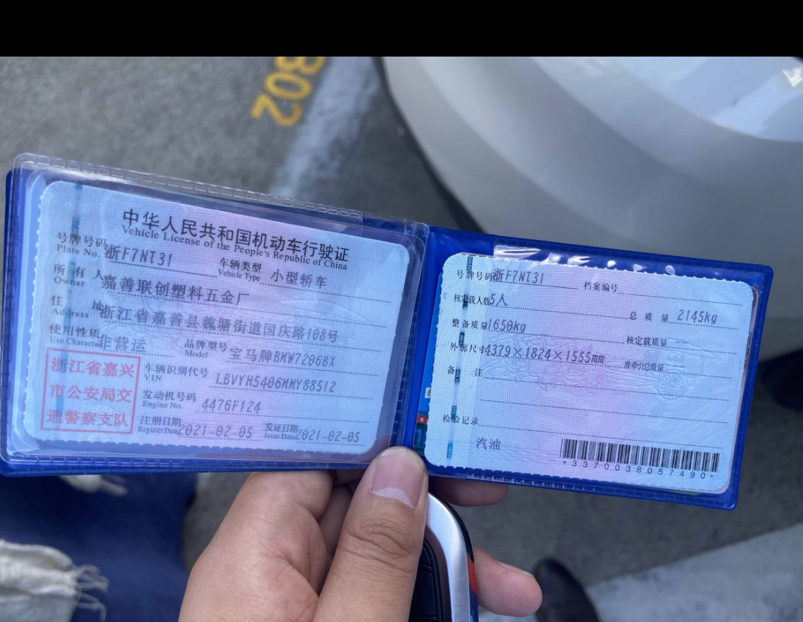 302
中华人民共和国机动车行驶证
Vehicle License of the People's Republic of China
号牌号码 浙F7NT31 车辆类型 小型轿车
Plate No. Vehicle Type
所有人 嘉善联创塑料五金厂
Owner
住址 浙江省嘉善县魏塘街道国庆路108号
Address
使用性质 非营运 品牌型号 宝马牌BMW7206BX
Use Character Model
浙江省嘉兴
市公安局交
通警察支队
车辆识别代号 LBVYH5406MMY88512
VIN
发动机号码 4476F124
Engine No.
注册日期 2021-02-05 发证日期 2021-02-05
Register Date Issue Date
号牌号码 浙F7NT31 档案编号
核定载人数 5人 总质量 2145kg
整备质量 1650kg 核定载质量 --
外廓尺寸 4379×1824×1555mm 准牵引总质量 --
备注
检验记录
汽油
*3370038057490*